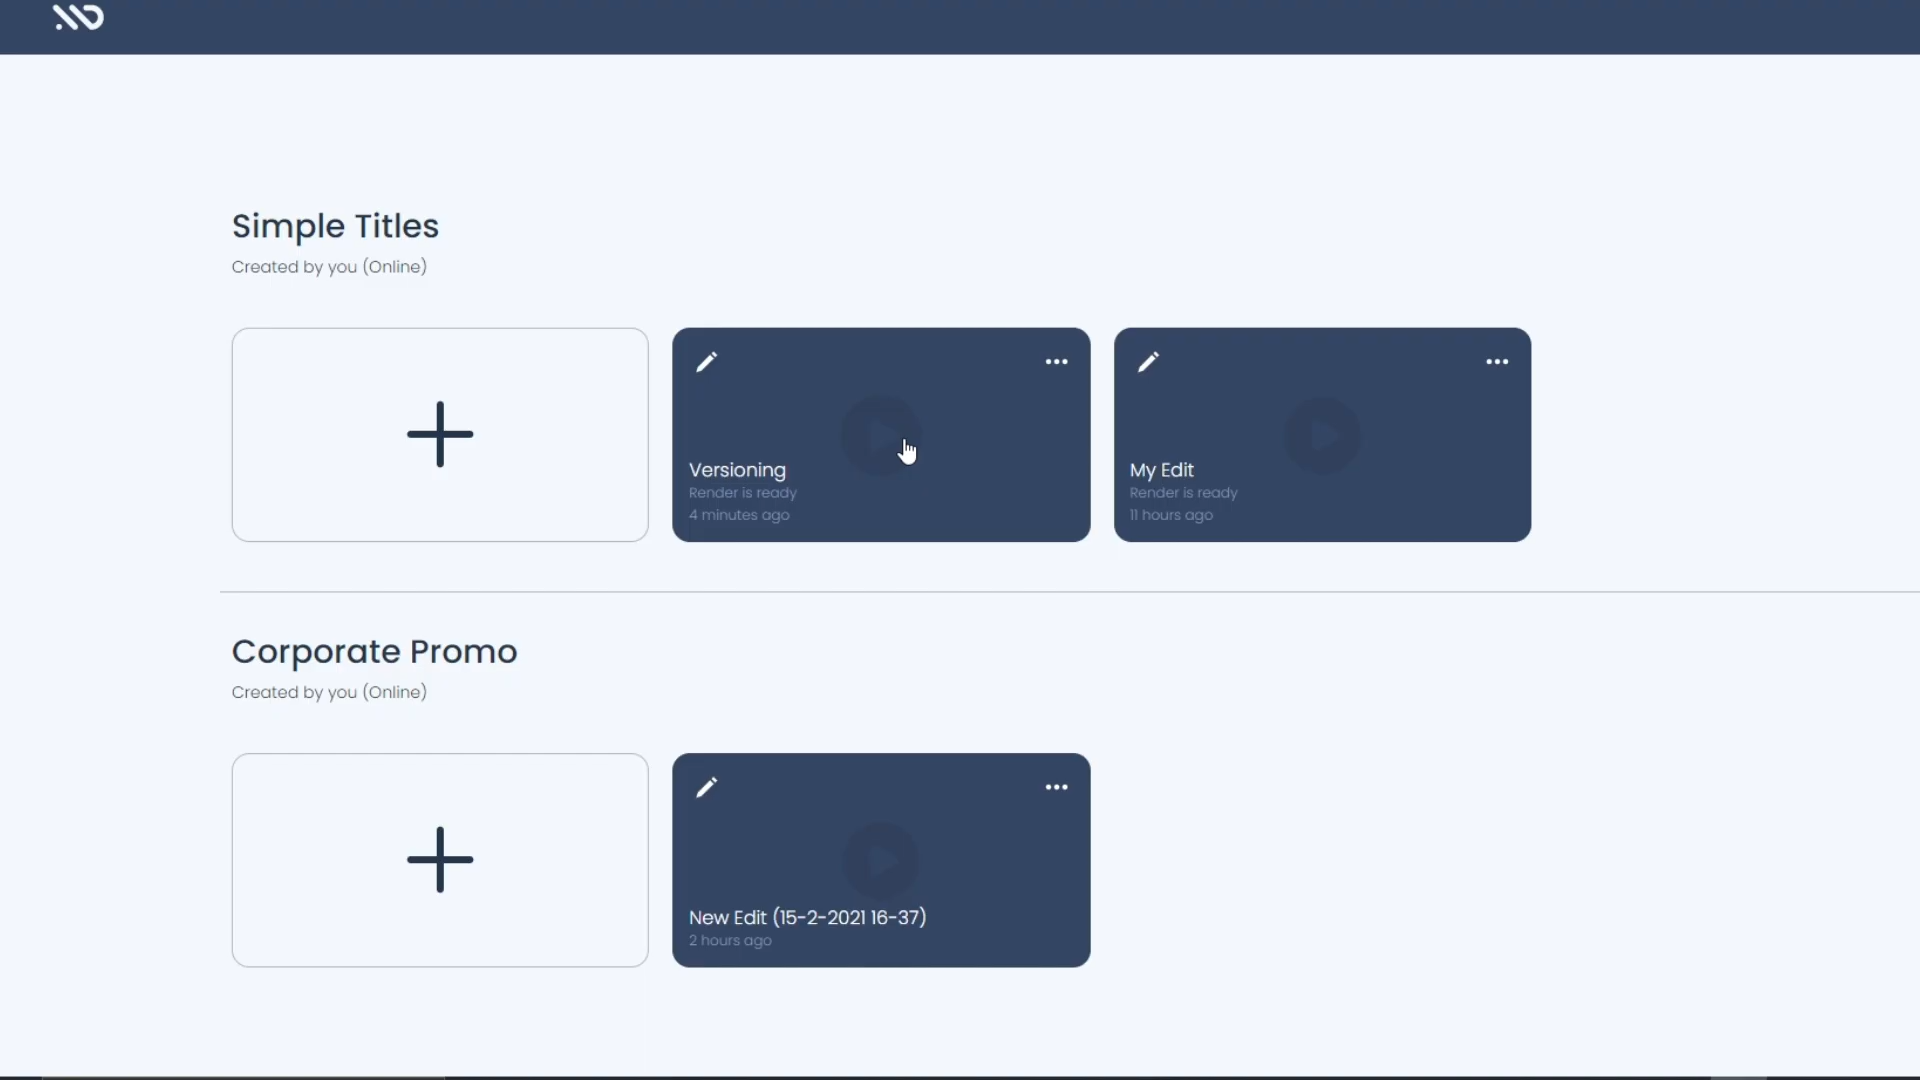 Simple Titles
Created by you (Online)
Versioning
Render is ready
4 minutes ago
My Edit
Render is ready
11 hours ago
Corporate Promo
Created by you (Online)
New Edit (15-2-2021 16-37)
2 hours ago